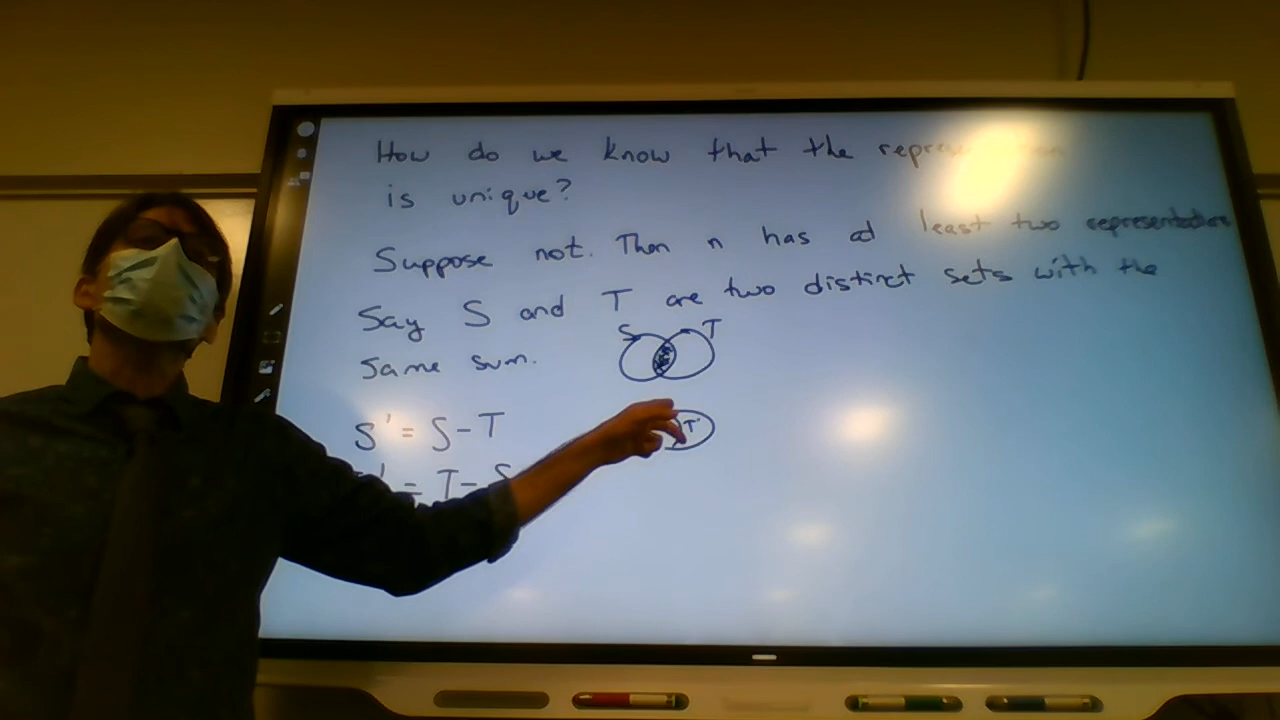 How do we know that the
is unique?
Suppose not. Then n has at least two representations
Say S and T are two distinct sets with the
same sum.
S T
S' = S - T
T'
= T - S